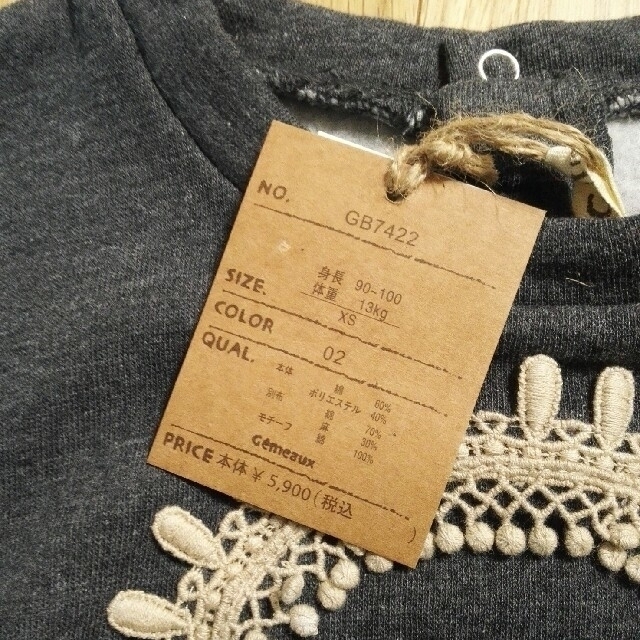 NO. GB7422
身長 90-100
SIZE. 体重 13kg
XS
COLOR 02
QUAL. 本体 綿 60%
ポリエステル 40%
別布 綿 70%
麻 30%
モチーフ 綿 100%
Gémeaux
PRICE 本体 ¥5,900(税込 )